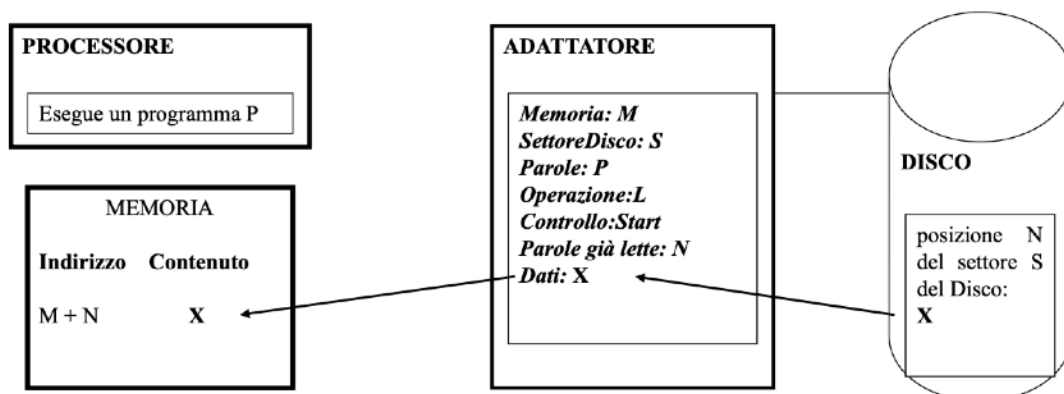 PROCESSORE
Esegue un programma P
MEMORIA
Indirizzo Contenuto
M + N X
ADATTATORE
Memoria: M
SettoreDisco: S
Parole: P
Operazione:L
Controllo:Start
Parole già lette: N
Dati: X
DISCO
posizione N
del settore S
del Disco:
X